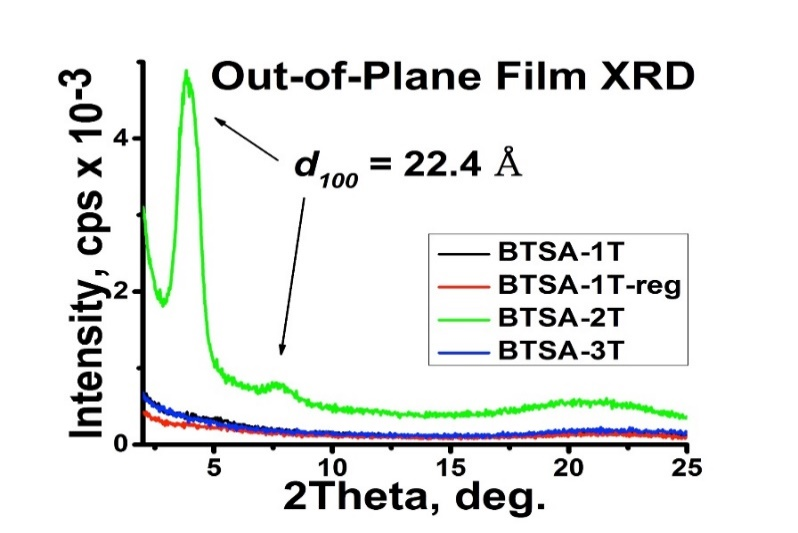 Out-of-Plane Film XRD
d100 = 22.4 Å
BTSA-1T
BTSA-1T-reg
BTSA-2T
BTSA-3T
Intensity, cps x 10-3
4
2
0
5 10 15 20 25
2Theta, deg.